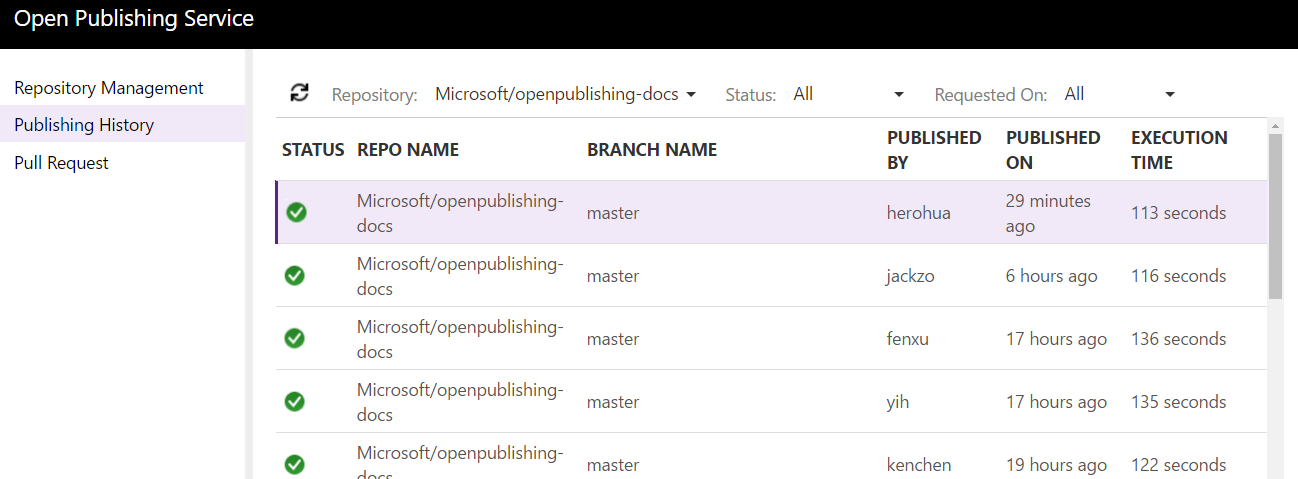 Open Publishing Service
Repository Management
Publishing History
Pull Request
Repository: Microsoft/openpublishing-docs Status: All Requested On: All
STATUS REPO NAME BRANCH NAME PUBLISHED BY PUBLISHED ON EXECUTION TIME
Microsoft/openpublishing-docs master herohua 29 minutes ago 113 seconds
Microsoft/openpublishing-docs master jackzo 6 hours ago 116 seconds
Microsoft/openpublishing-docs master fenxu 17 hours ago 136 seconds
Microsoft/openpublishing-docs master yih 17 hours ago 135 seconds
Microsoft/openpublishing-docs master kenchen 19 hours ago 122 seconds